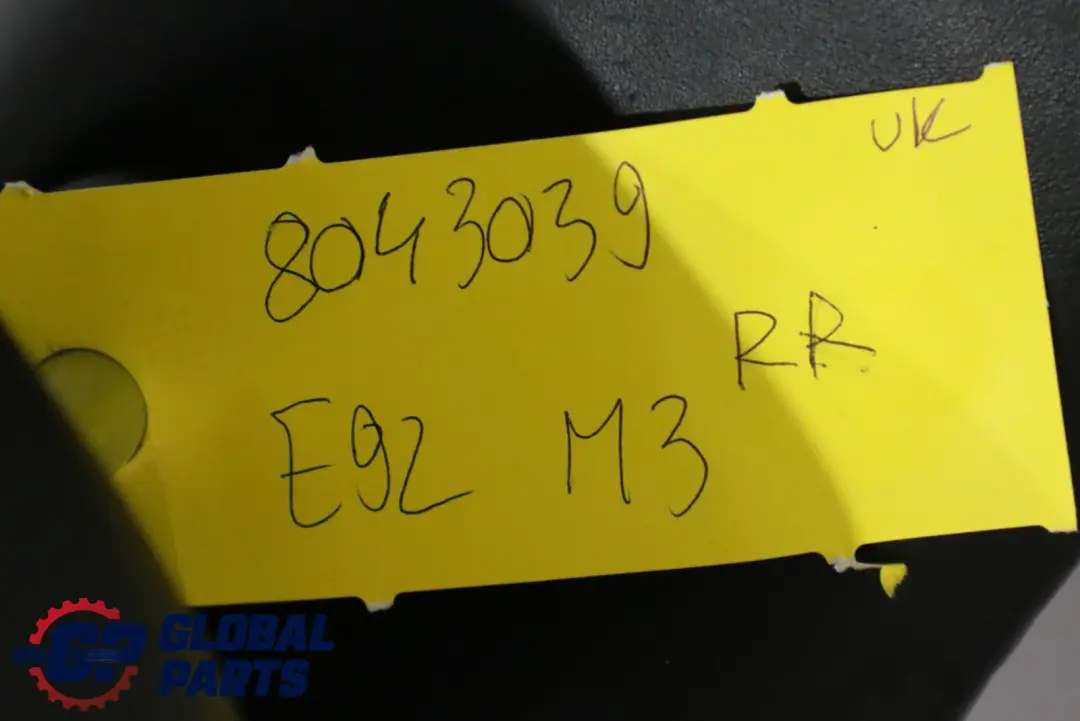 UK
8043039
RR
E92 M3
GLOBAL
PARTS